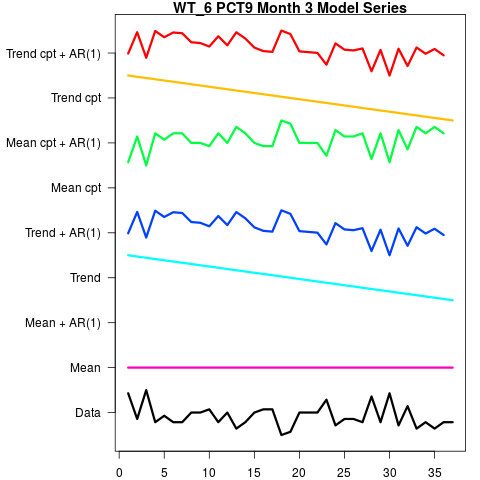 WT_6 PCT9 Month 3 Model Series
Trend cpt + AR(1)
Trend cpt
Mean cpt + AR(1)
Mean cpt
Trend + AR(1)
Trend
Mean + AR(1)
Mean
Data
0 5 10 15 20 25 30 35